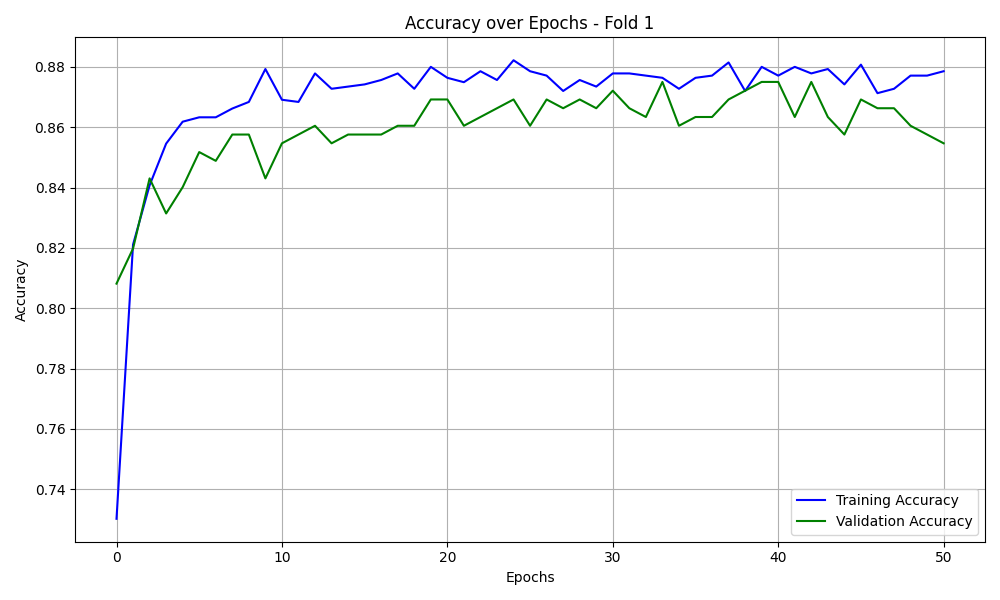 Accuracy over Epochs - Fold 1
Accuracy
0.88
0.86
0.84
0.82
0.80
0.78
0.76
0.74
0
10
20
30
40
50
Epochs
Training Accuracy
Validation Accuracy